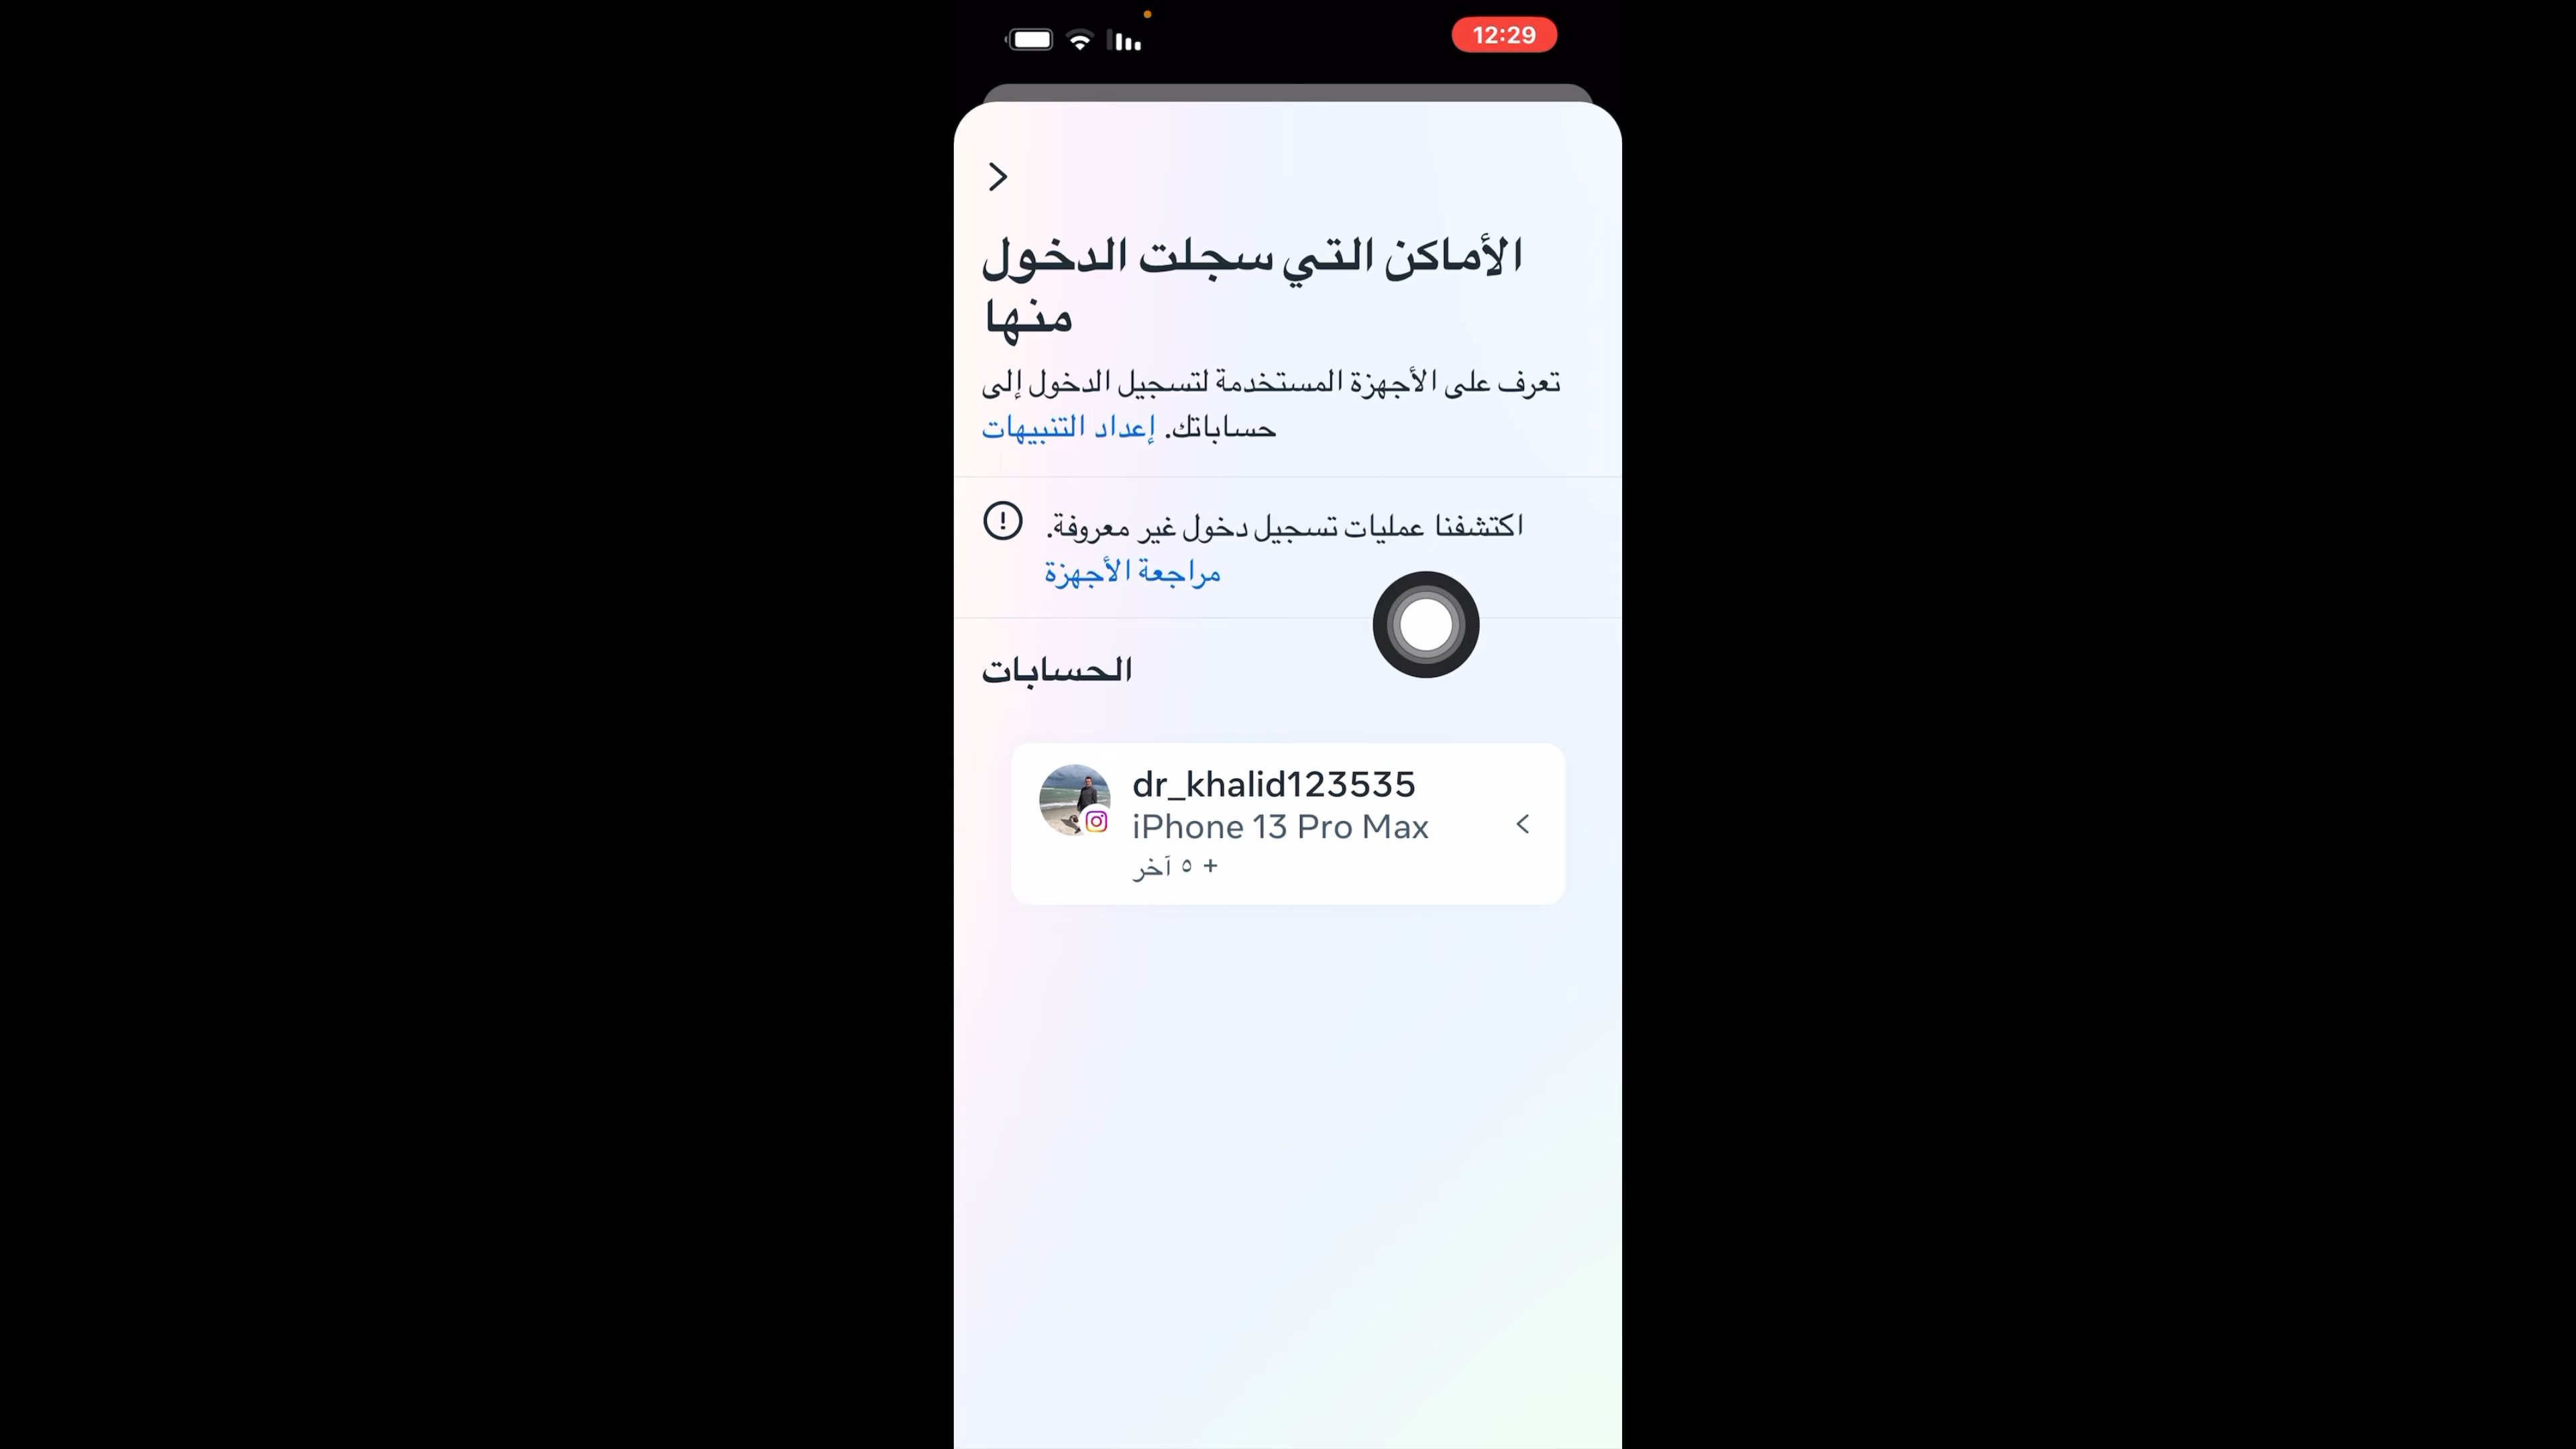 12:29
الأماكن التي سجلت الدخول
منها
تعرف على الأجهزة المستخدمة لتسجيل الدخول إلى
حساباتك. إعداد التنبيهات
اكتشفنا عمليات تسجيل دخول غير معروفة.
مراجعة الأجهزة
الحسابات
dr_khalid123535
iPhone 13 Pro Max
+ ٥ آخر